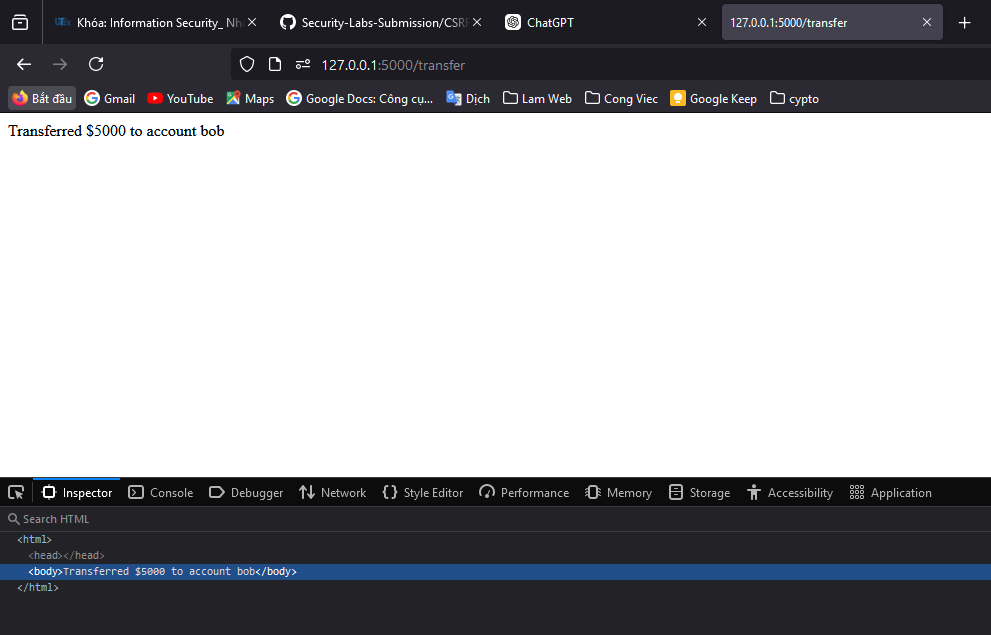 Khóa: Information Security_ Nh
Security-Labs-Submission/CSRF
ChatGPT
127.0.0.1:5000/transfer
127.0.0.1:5000/transfer
Bắt đầu
Gmail
YouTube
Maps
Google Docs: Công cụ...
Dịch
Lam Web
Cong Viec
Google Keep
cypto
Transferred $5000 to account bob
Inspector
Console
Debugger
Network
Style Editor
Performance
Memory
Storage
Accessibility
Application
Search HTML
<html>
<head></head>
<body>Transferred $5000 to account bob</body>
</html>